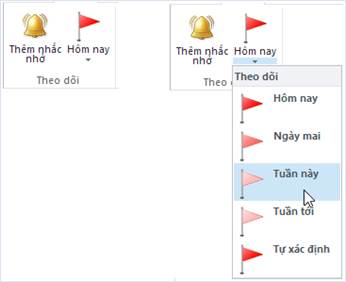 Thêm nhắc nhở
Hôm nay
Theo dõi
Thêm nhắc nhở
Hôm nay
Theo d
Theo dõi
Hôm nay
Ngày mai
Tuần này
Tuần tới
Tự xác định